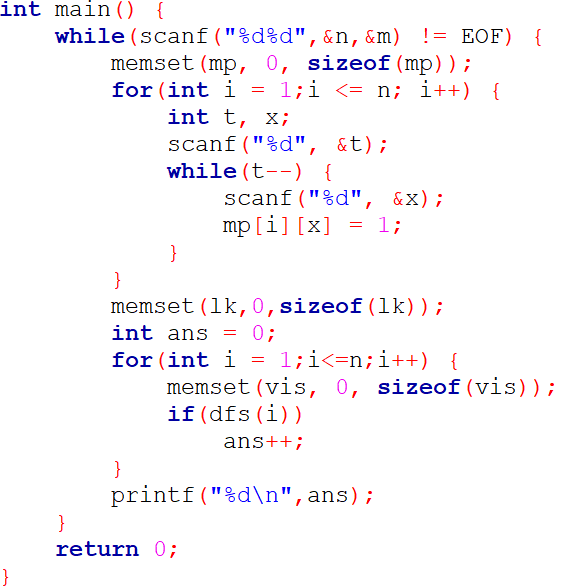 int main() {
    while(scanf("%d%d",&n,&m) != EOF) {
        memset(mp, 0, sizeof(mp));
        for(int i = 1;i <= n; i++) {
            int t, x;
            scanf("%d", &t);
            while(t--) {
                scanf("%d", &x);
                mp[i][x] = 1;
            }
        }
        memset(lk,0,sizeof(lk));
        int ans = 0;
        for(int i = 1;i<=n;i++) {
            memset(vis, 0, sizeof(vis));
            if(dfs(i))
                ans++;
        }
        printf("%d\n",ans);
    }
    return 0;
}